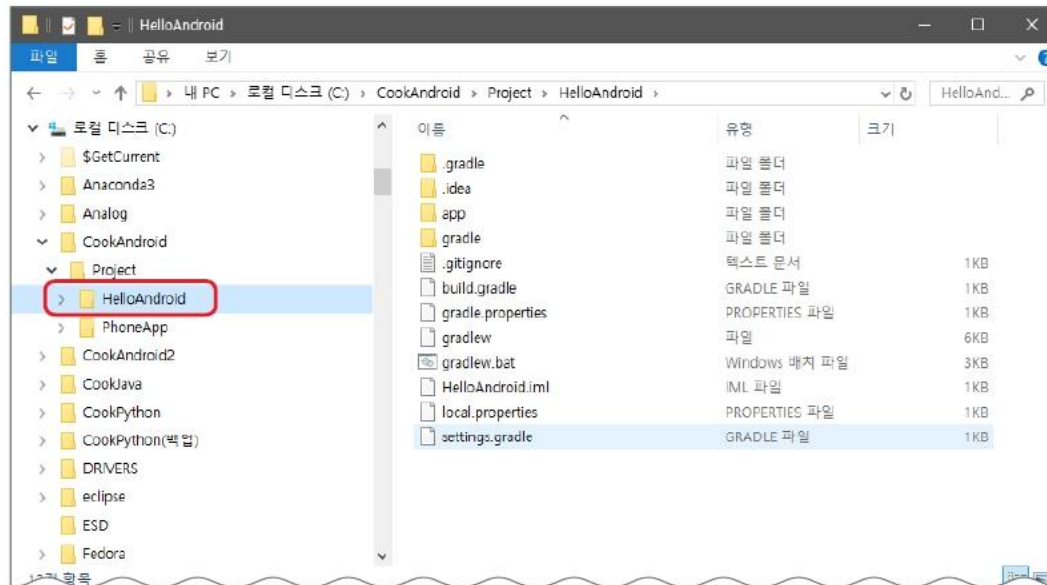 HelloAndroid
파일 홈 공유 보기
내 PC > 로컬 디스크 (C:) > CookAndroid > Project > HelloAndroid >
HelloAnd...
로컬 디스크 (C:)
$GetCurrent
Anaconda3
Analog
CookAndroid
Project
HelloAndroid
PhoneApp
CookAndroid2
CookJava
CookPython
CookPython(백업)
DRIVERS
eclipse
ESD
Fedora
이름 유형 크기
.gradle 파일 폴더
.idea 파일 폴더
app 파일 폴더
gradle 파일 폴더
.gitignore 텍스트 문서 1KB
build.gradle GRADLE 파일 1KB
gradle.properties PROPERTIES 파일 1KB
gradlew 파일 6KB
gradlew.bat Windows 배치 파일 3KB
HelloAndroid.iml IML 파일 1KB
local.properties PROPERTIES 파일 1KB
settings.gradle GRADLE 파일 1KB
항목